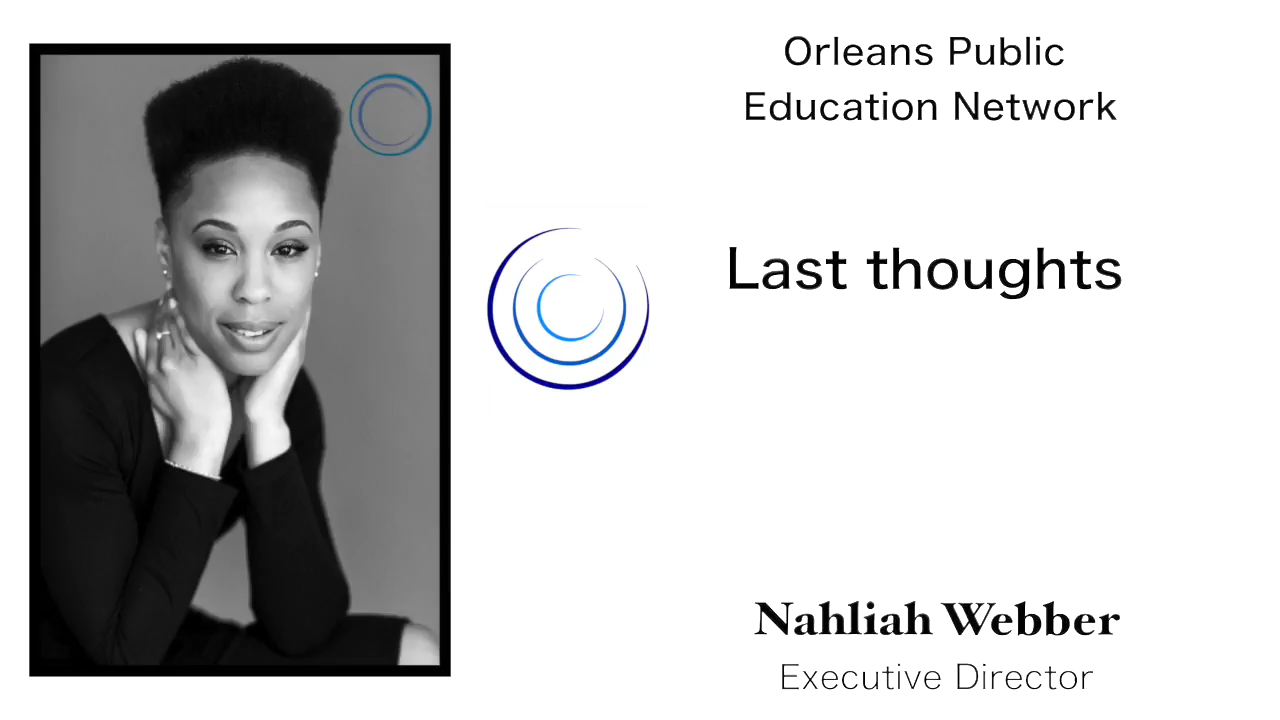 Orleans Public
Education Network
Last thoughts
Nahliah Webber
Executive Director